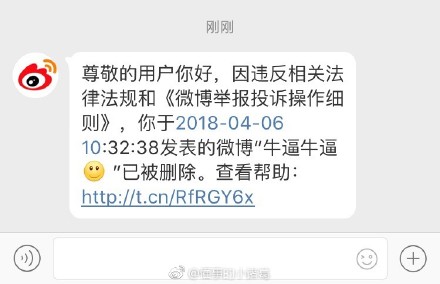 刚刚
尊敬的用户你好，因违反相关法
律法规和《微博举报投诉操作细
则》，你于2018-04-06
10:32:38发表的微博“牛逼牛逼
”已被删除。查看帮助：
http://t.cn/RfRGY6x